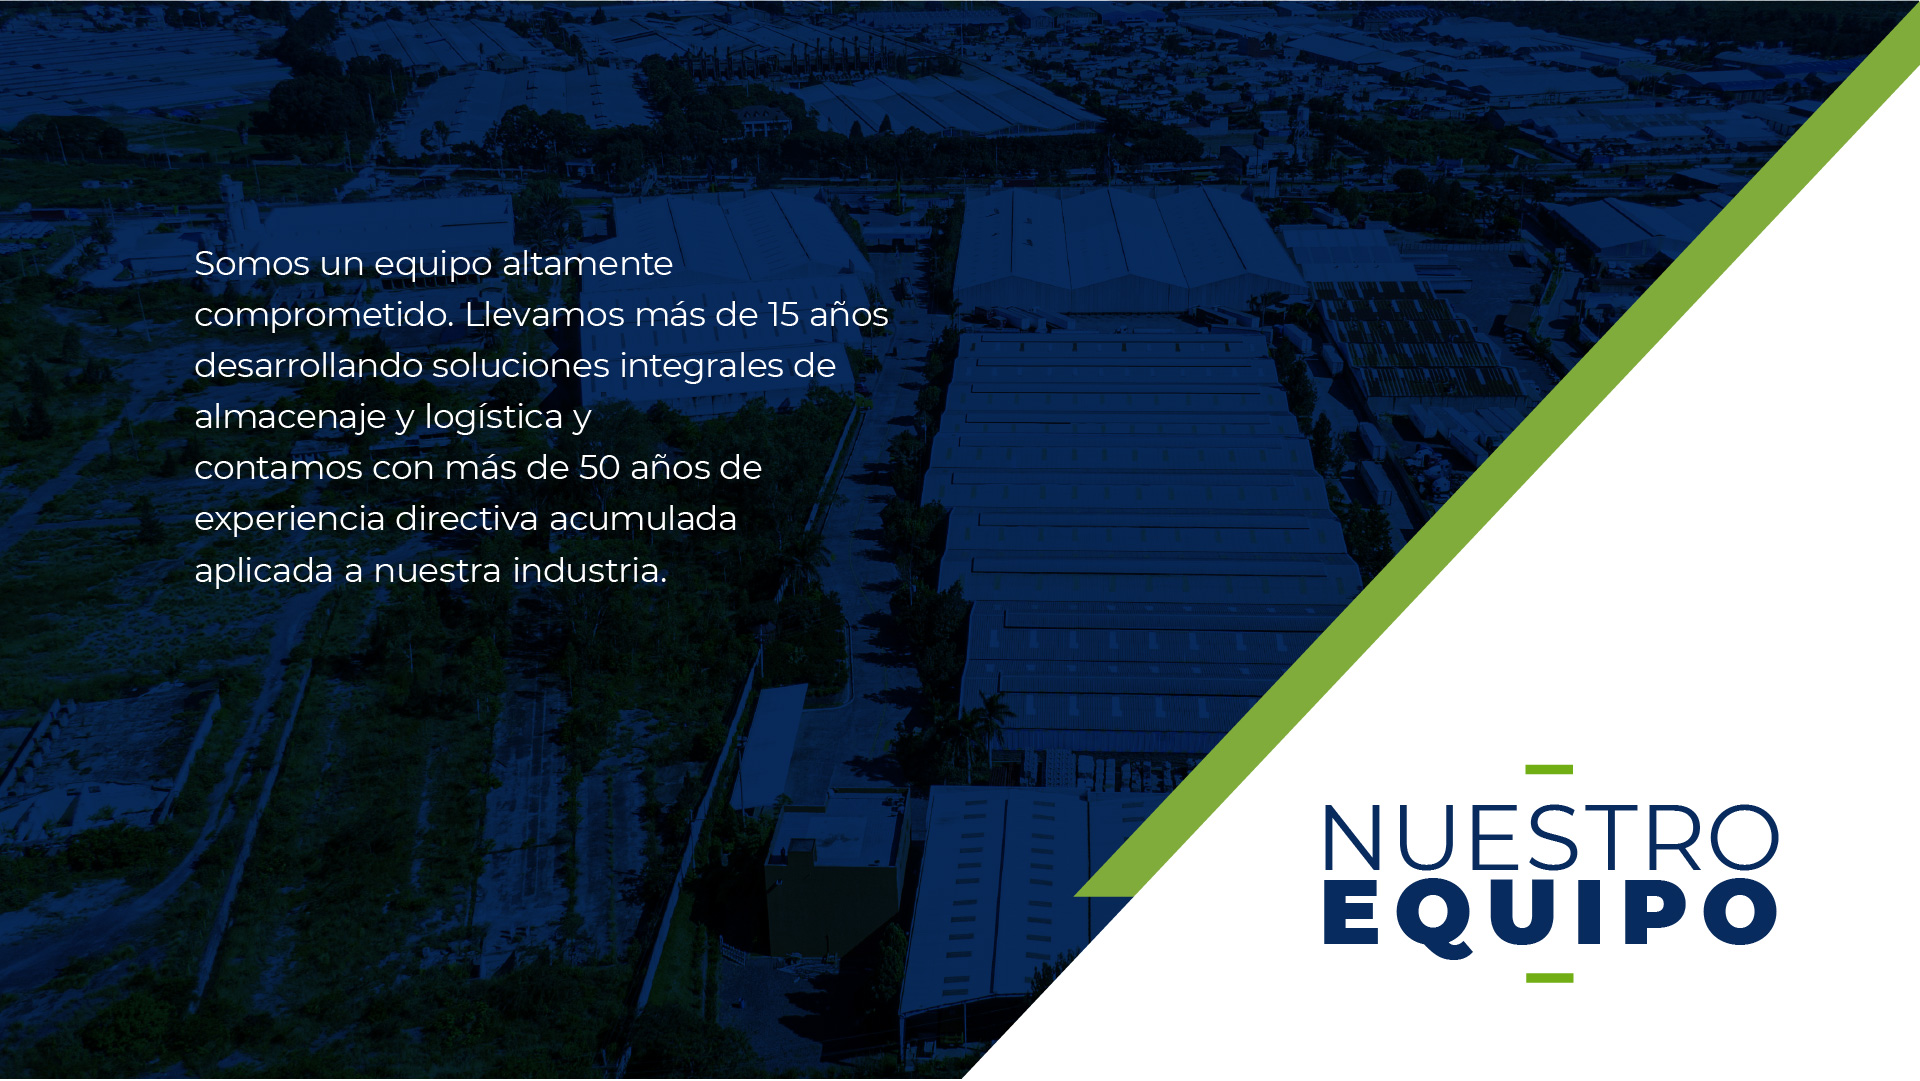 Somos un equipo altamente
comprometido. Llevamos más de 15 años
desarrollando soluciones integrales de
almacenaje y logística y
contamos con más de 50 años de
experiencia directiva acumulada
aplicada a nuestra industria.
NUESTRO
EQUIPO